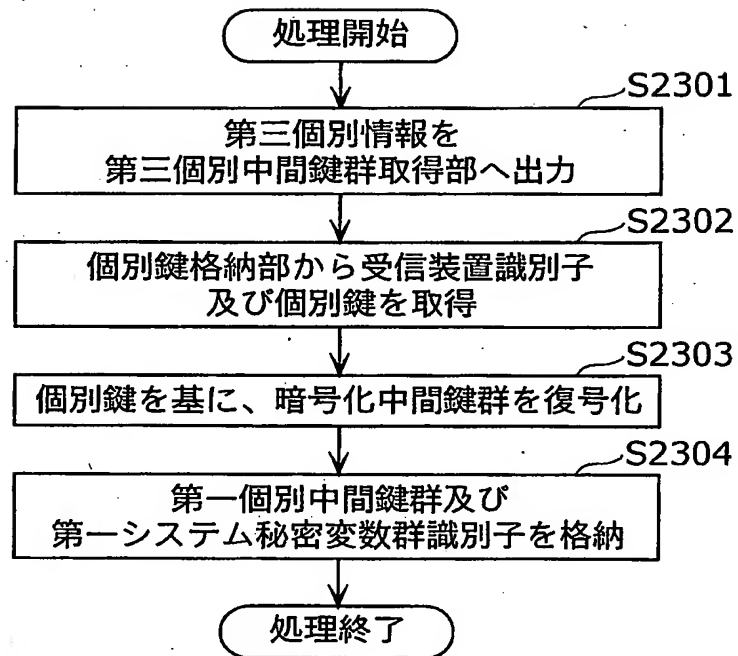 処理開始
S2301
第三個別情報を
第三個別中間鍵群取得部へ出力
S2302
個別鍵格納部から受信装置識別子
及び個別鍵を取得
S2303
個別鍵を基に、暗号化中間鍵群を復号化
S2304
第一個別中間鍵群及び
第一システム秘密変数群識別子を格納
処理終了